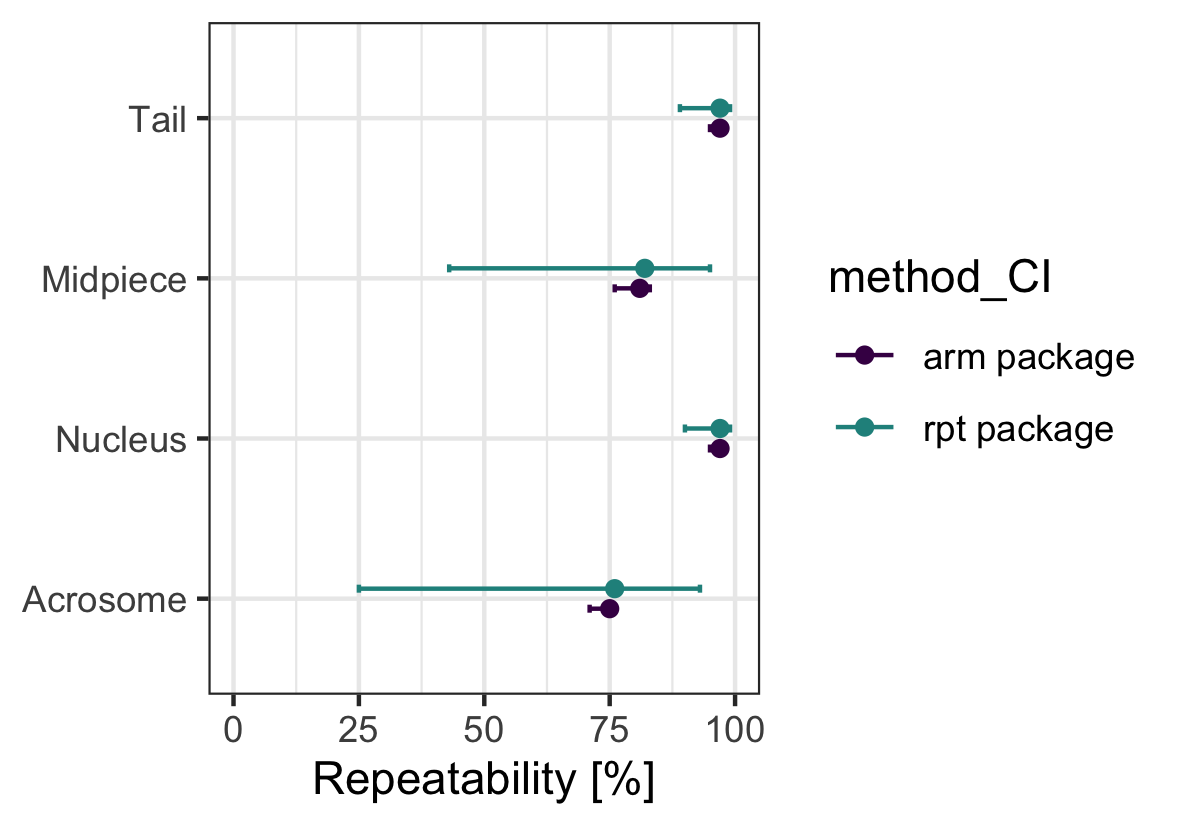 Tail
Midpiece
Nucleus
Acrosome
0 25 50 75 100
Repeatability [%]
method_CI
arm package
rpt package